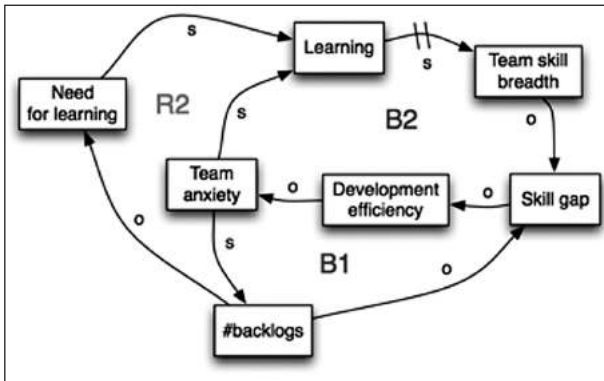 s
Learning
s
Team skill
breadth
Need
for learning
R2
s
B2
o
Team
anxiety
o
Development
efficiency
o
Skill gap
o
s
B1
o
#backlogs